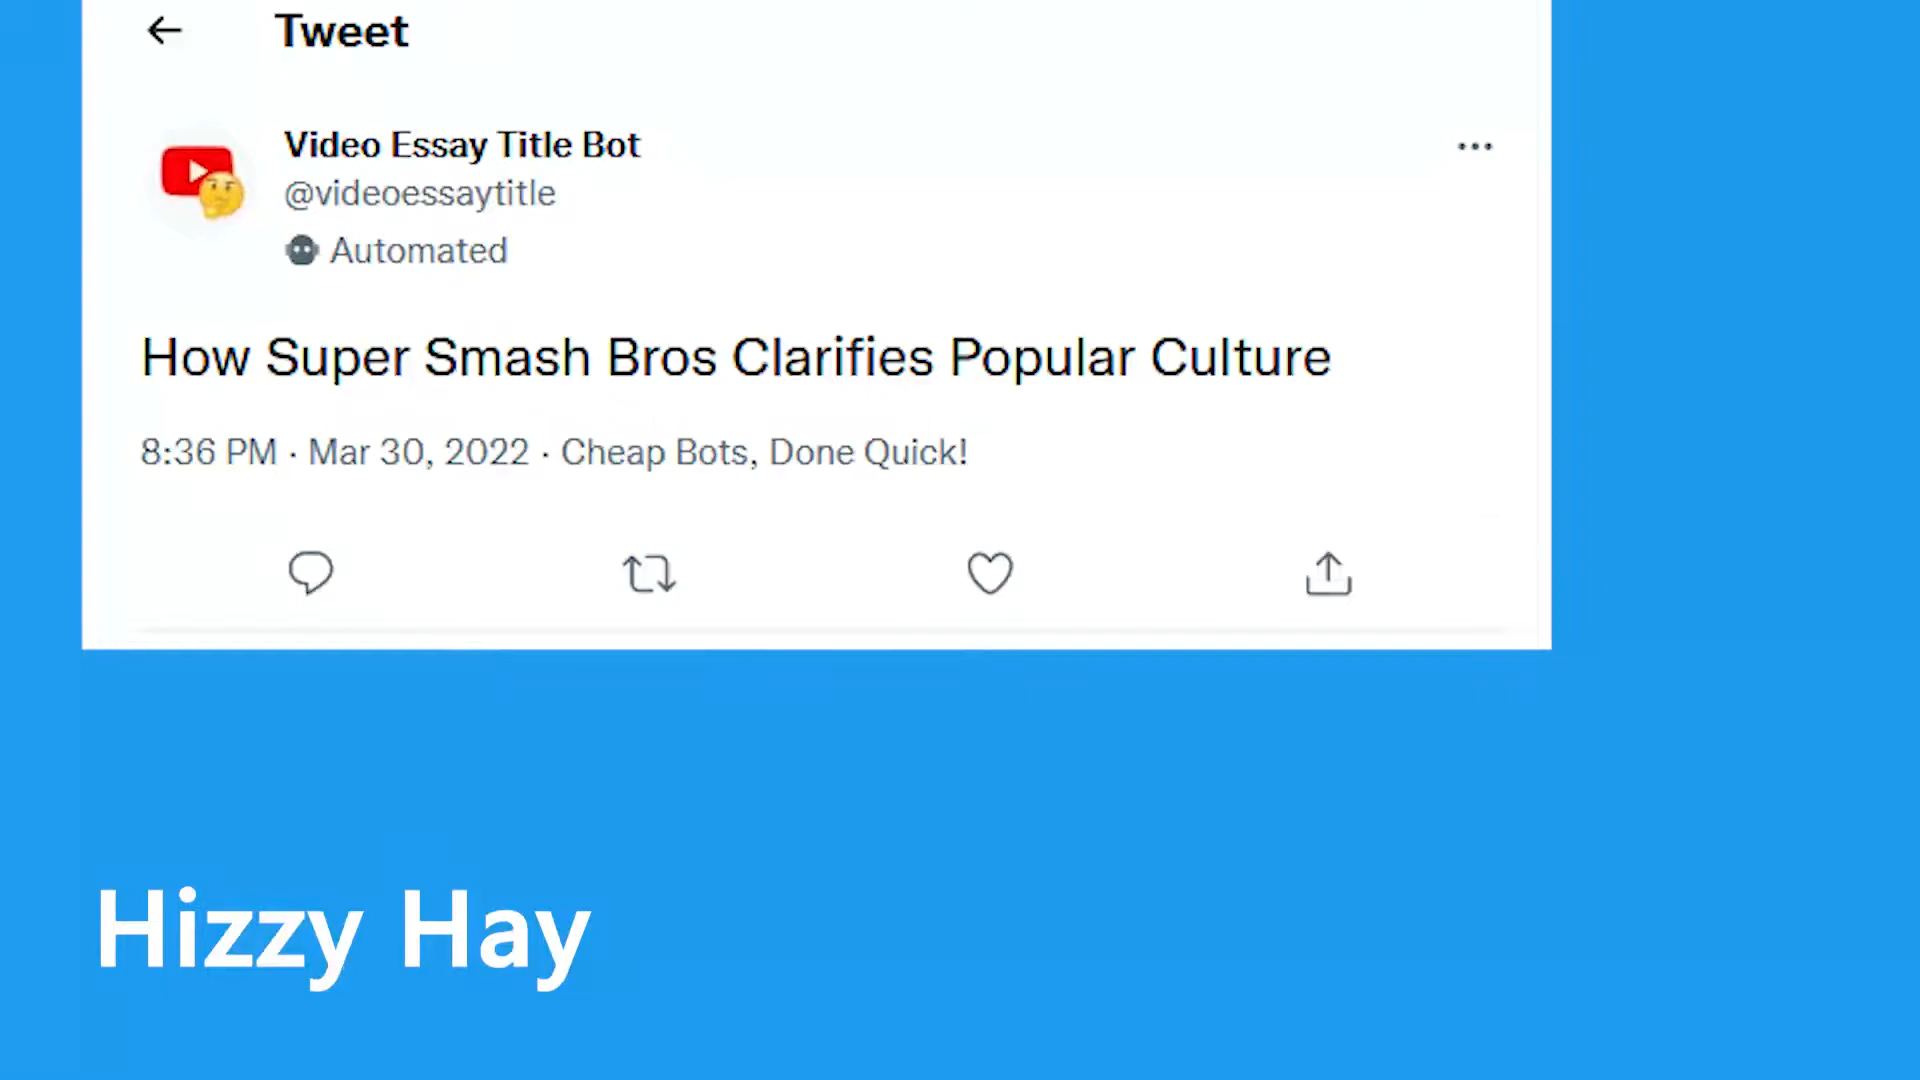 Tweet
Video Essay Title Bot
@videoessaytitle
Automated
How Super Smash Bros Clarifies Popular Culture
8:36 PM · Mar 30, 2022 · Cheap Bots, Done Quick!
Hizzy Hay